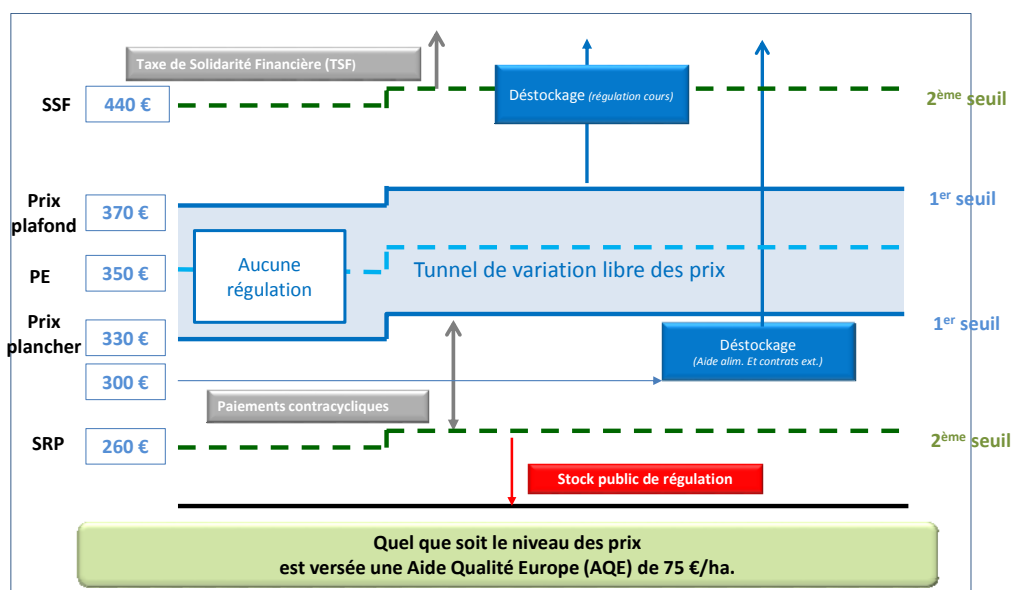 Taxe de Solidarité Financière (TSF)
SSF
440 €
Déstockage (régulation cours)
2ème seuil
Prix
plafond
370 €
1er seuil
PE
350 €
Aucune
régulation
Tunnel de variation libre des prix
Prix
plancher
330 €
1er seuil
Déstockage
(Aide alim. Et contrats ext.)
300 €
Paiements contracycliques
SRP
260 €
2ème seuil
Stock public de régulation
Quel que soit le niveau des prix
est versée une Aide Qualité Europe (AQE) de 75 €/ha.